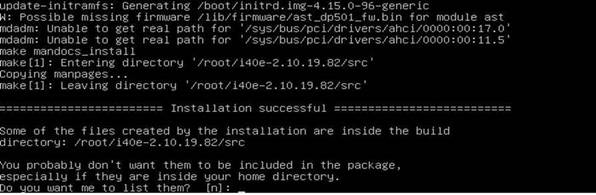 update-initramfs: Generating /boot/initrd.img-4.15.0-96-generic
W: Possible missing firmware /lib/firmware/ast_dp501_fw.bin for module ast
mdadm: Unable to get real path for '/sys/bus/pci/drivers/ahci/0000:00:17.0'
mdadm: Unable to get real path for '/sys/bus/pci/drivers/ahci/0000:00:11.5'
make mandocs_install
make[1]: Entering directory '/root/i40e-2.10.19.82/src'
Copying manpages...
make[1]: Leaving directory '/root/i40e-2.10.19.82/src'
======================== Installation successful ==========================
Some of the files created by the installation are inside the build
directory: /root/i40e-2.10.19.82/src
You probably don't want them to be included in the package,
especially if they are inside your home directory.
Do you want me to list them?  [n]: _